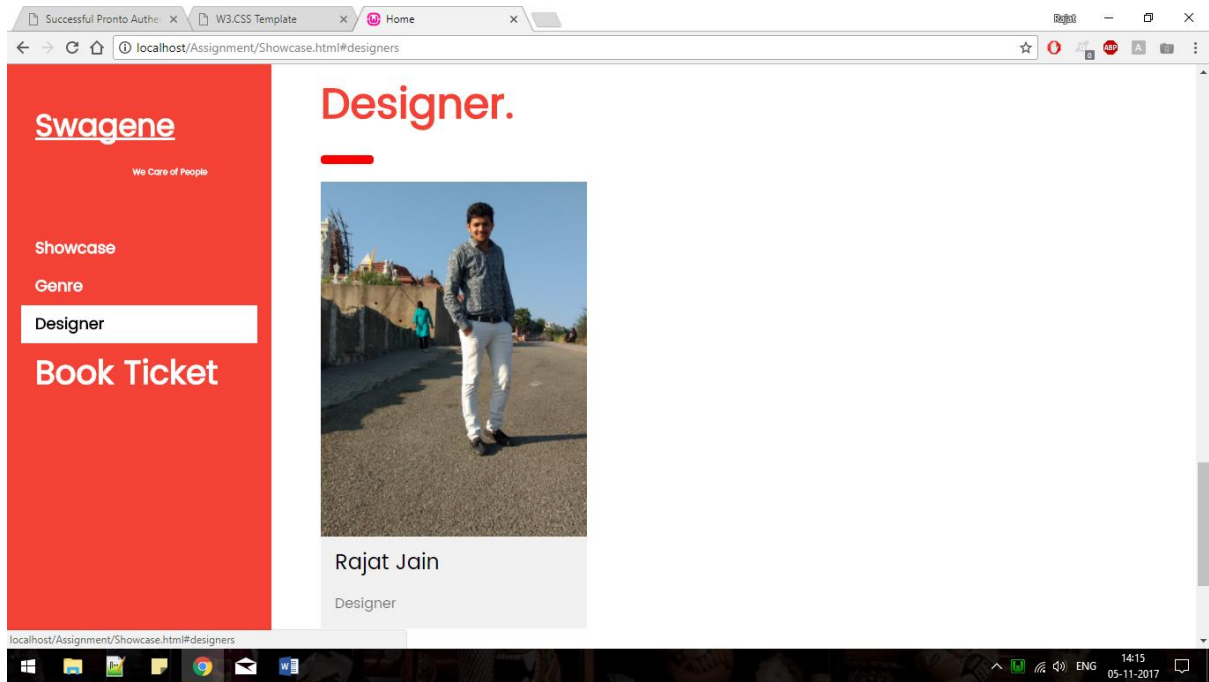 Successful Pronto Authe
W3.CSS Template
Home
Rajat
localhost/Assignment/Showcase.html#designers
ABP
A
0
Swagene
We Care of People
Showcase
Genre
Designer
Book Ticket
Designer.
Rajat Jain
Designer
localhost/Assignment/Showcase.html#designers
ENG
14:15
05-11-2017